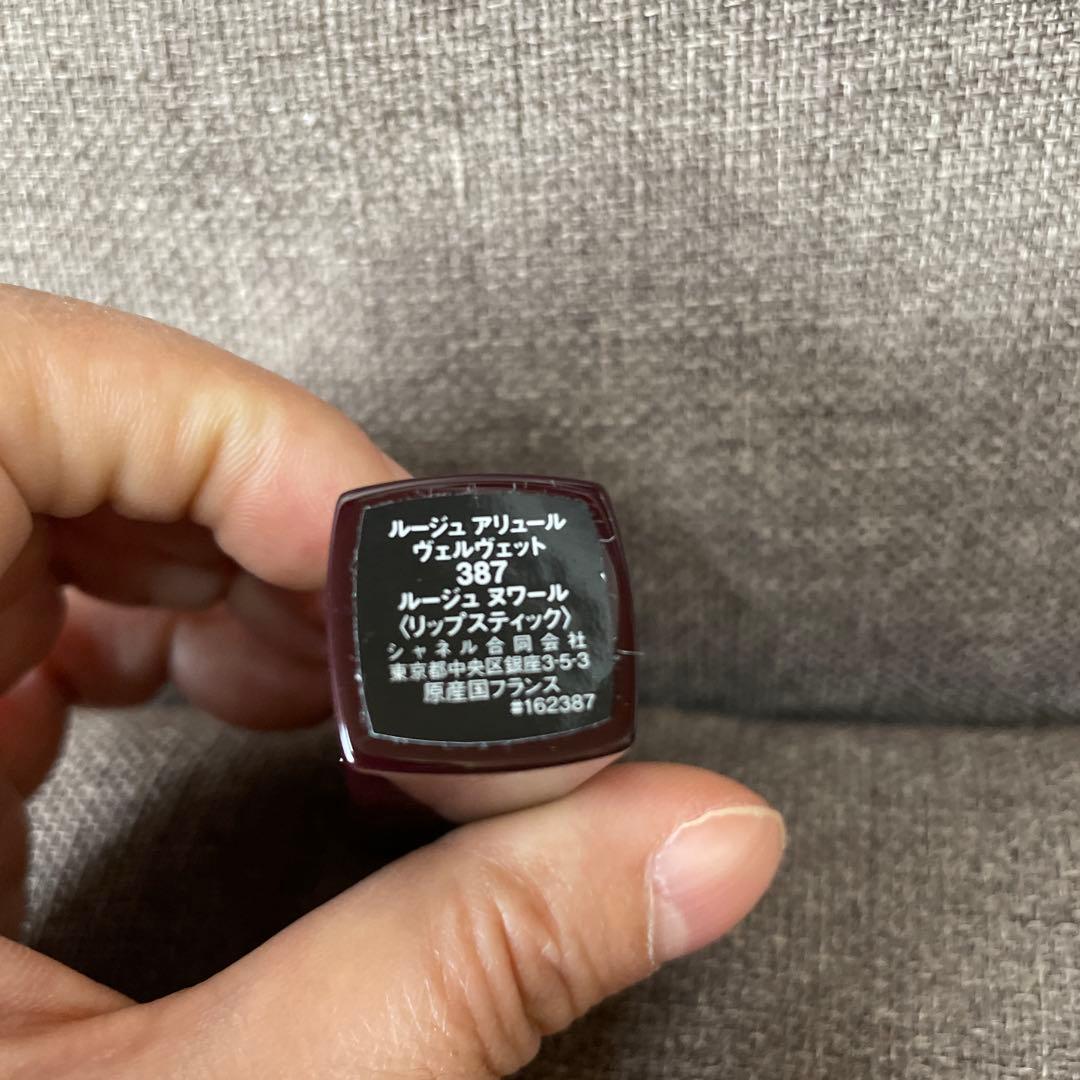 ルージュ アリュール
ヴェルヴェット
387
ルージュ ヌワール
〈リップスティック〉
シャネル合同会社
東京都中央区銀座3-5-3
原産国フランス
#162387